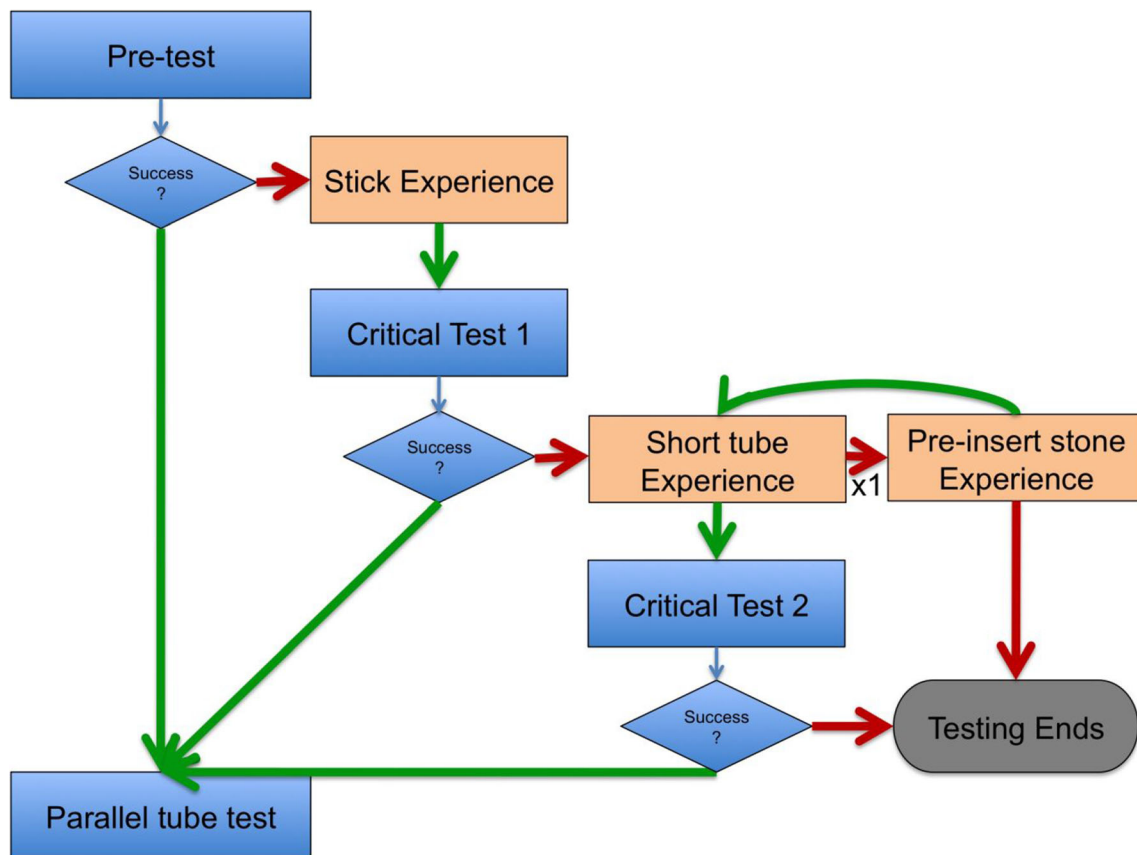 Pre-test
Success
?
Stick Experience
Critical Test 1
Success
?
Short tube
Experience
x1
Pre-insert stone
Experience
Critical Test 2
Success
?
Testing Ends
Parallel tube test